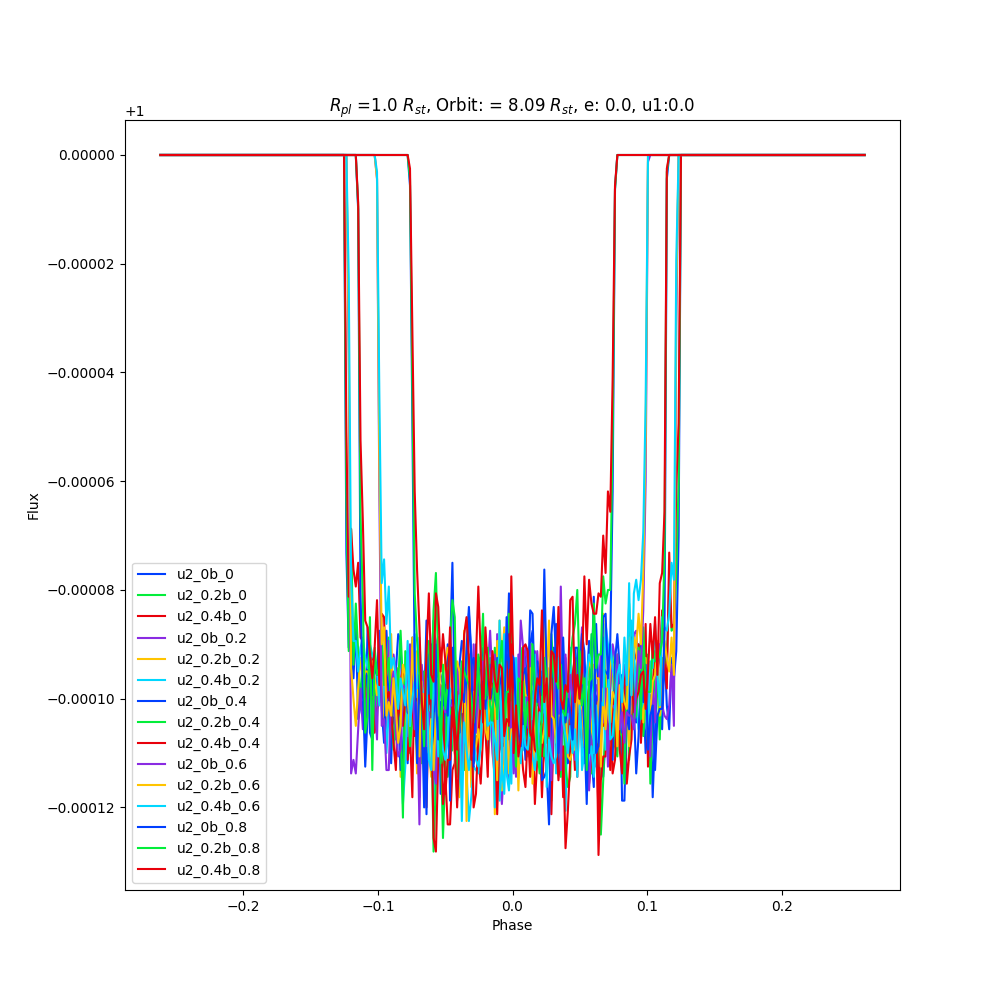 R_pl =1.0 R_st, Orbit: = 8.09 R_st, e: 0.0, u1:0.0
+1
0.00000
−0.00002
−0.00004
−0.00006
−0.00008
−0.00010
−0.00012
Flux
u2_0b_0
u2_0.2b_0
u2_0.4b_0
u2_0b_0.2
u2_0.2b_0.2
u2_0.4b_0.2
u2_0b_0.4
u2_0.2b_0.4
u2_0.4b_0.4
u2_0b_0.6
u2_0.2b_0.6
u2_0.4b_0.6
u2_0b_0.8
u2_0.2b_0.8
u2_0.4b_0.8
−0.2
−0.1
0.0
0.1
0.2
Phase